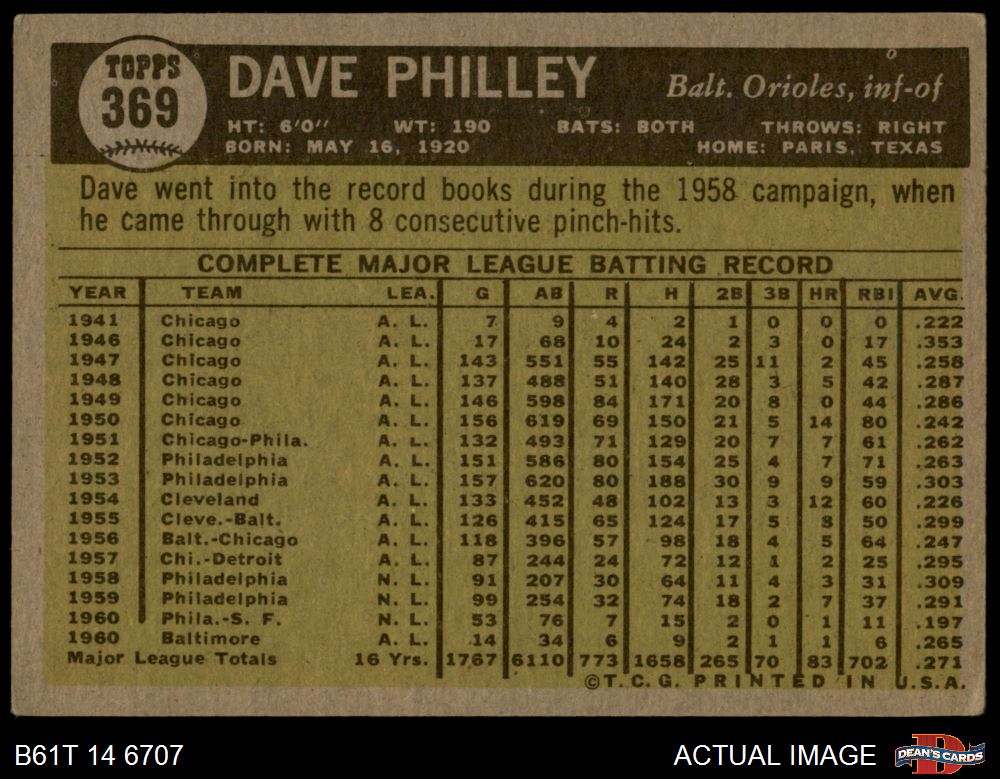 TOPPS
369
DAVE PHILLEY
Balt. Orioles, inf-of
HT: 6'0" WT: 190 BATS: BOTH THROWS: RIGHT
BORN: MAY 16, 1920 HOME: PARIS, TEXAS
Dave went into the record books during the 1958 campaign, when
he came through with 8 consecutive pinch-hits.
COMPLETE MAJOR LEAGUE BATTING RECORD
YEAR TEAM LEA. G AB R H 2B 3B HR RBI AVG.
1941 Chicago A. L. 7 9 4 2 1 0 0 0 .222
1946 Chicago A. L. 17 68 10 24 2 3 0 17 .353
1947 Chicago A. L. 143 551 55 142 25 11 2 45 .258
1948 Chicago A. L. 137 488 51 140 28 3 5 42 .287
1949 Chicago A. L. 146 598 84 171 20 8 0 44 .286
1950 Chicago A. L. 156 619 69 150 21 5 14 80 .242
1951 Chicago-Phila. A. L. 132 493 71 129 20 7 7 61 .262
1952 Philadelphia A. L. 151 586 80 154 25 4 7 71 .263
1953 Philadelphia A. L. 157 620 80 188 30 9 9 59 .303
1954 Cleveland A. L. 133 452 48 102 13 3 12 60 .226
1955 Cleve.-Balt. A. L. 126 415 65 124 17 5 8 50 .299
1956 Balt.-Chicago A. L. 118 396 57 98 18 4 5 64 .247
1957 Chi.-Detroit A. L. 87 244 24 72 12 1 2 25 .295
1958 Philadelphia N. L. 91 207 30 64 11 4 3 31 .309
1959 Philadelphia N. L. 99 254 32 74 18 2 7 37 .291
1960 Phila.-S. F. N. L. 53 76 7 15 2 0 1 11 .197
1960 Baltimore A. L. 14 34 6 9 2 1 1 6 .265
Major League Totals 16 Yrs. 1767 6110 773 1658 265 70 83 702 .271
©T.C.G. PRINTED IN U.S.A.
B61T 14 6707 ACTUAL IMAGE
D
DEAN'S CARDS